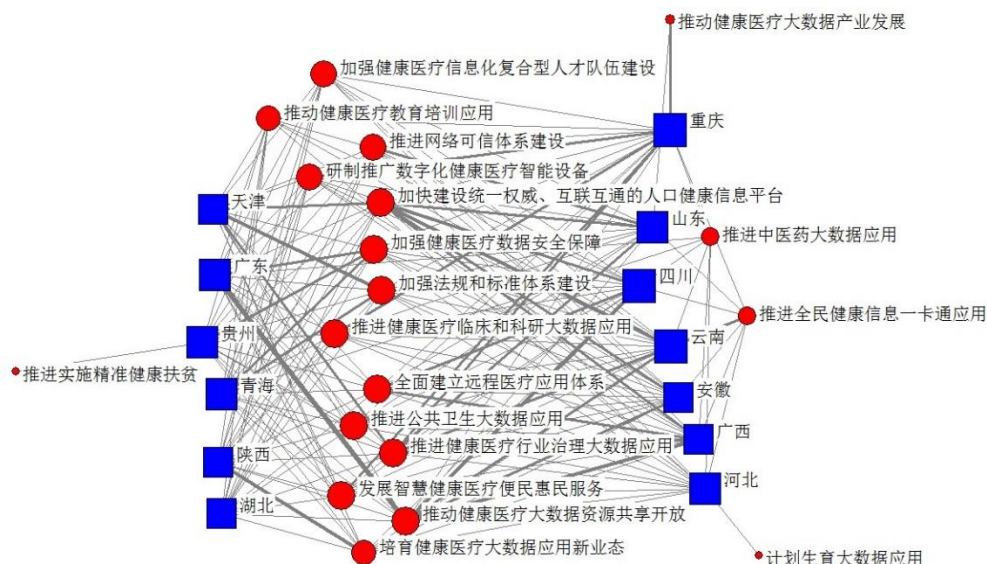 推动健康医疗大数据产业发展
加强健康医疗信息化复合型人才队伍建设
推动健康医疗教育培训应用
重庆
推进网络可信体系建设
研制推广数字化健康医疗智能设备
加快建设统一权威、互联互通的人口健康信息平台
天津
山东
推进中医药大数据应用
加强健康医疗数据安全保障
广东
四川
加强法规和标准体系建设
推进全民健康信息一卡通应用
推进健康医疗临床和科研大数据应用
贵州
云南
推进实施精准健康扶贫
青海
全面建立远程医疗应用体系
安徽
推进公共卫生大数据应用
广西
推进健康医疗行业治理大数据应用
陕西
河北
发展智慧健康医疗便民惠民服务
湖北
推动健康医疗大数据资源共享开放
培育健康医疗大数据应用新业态
计划生育大数据应用